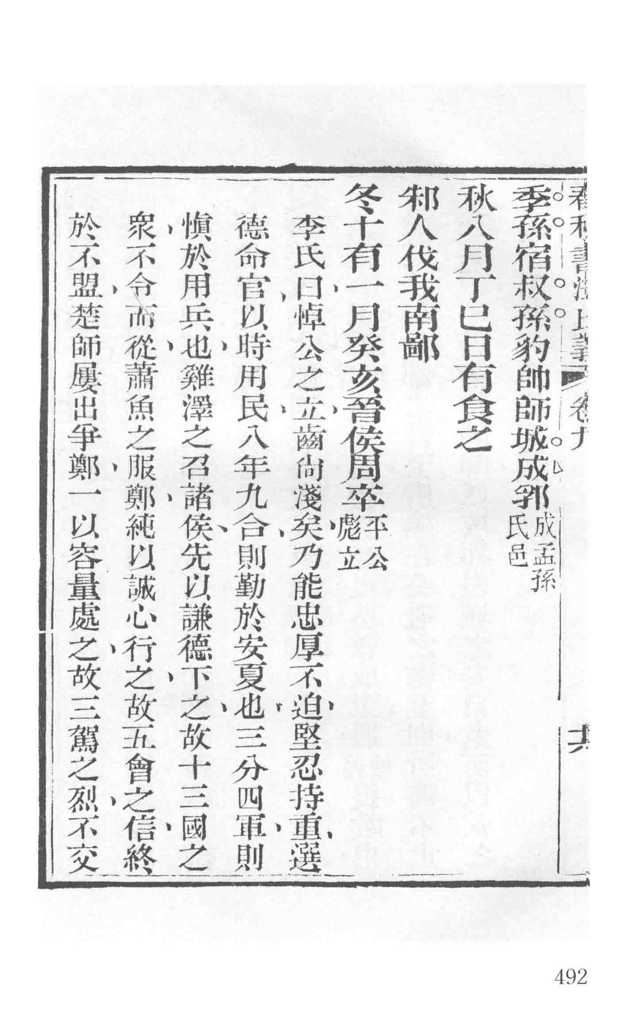 春秋書法 卷九
季孫宿叔孫豹帥師城成郛成孟孫氏邑
秋八月丁巳日有食之
邾人伐我南鄙
冬十有一月癸亥晉侯周卒平公彪立
李氏曰悼公之立齒尙淺矣乃能忠厚不迫堅忍持重選
德命官以時用民八年九合則勤於安夏也三分四軍則
愼於用兵也雞澤之召諸侯先以謙德下之故十三國之
衆不令而從蕭魚之服鄭純以誠心行之故五會之信終
於不盟楚師屢出爭鄭一以容量處之故三駕之烈不交
492